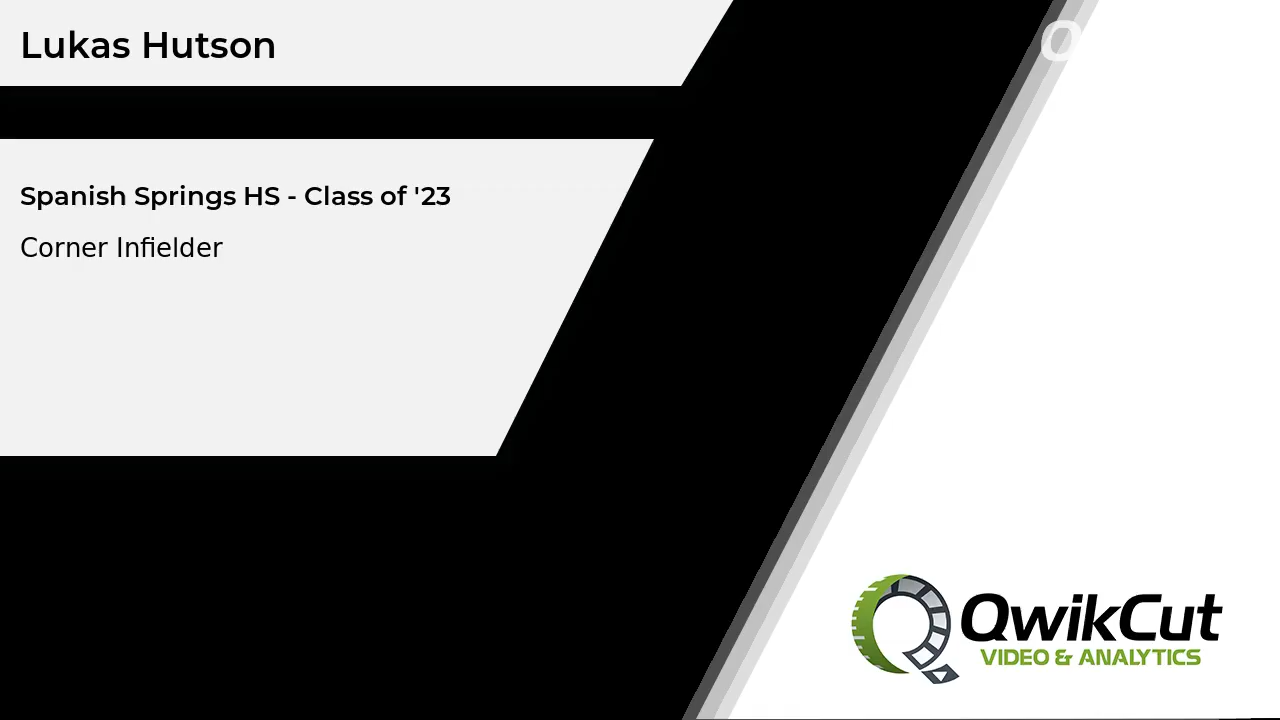 Lukas Hutson
Spanish Springs HS - Class of '23
Corner Infielder
QwikCut
VIDEO & ANALYTICS